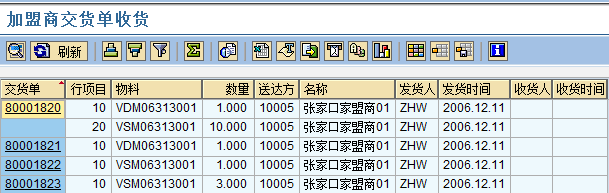 加盟商交货单收货
刷新
交货单 行项目 物料 数量 送达方 名称 发货人 发货时间 收货人 收货时间
80001820 10 VDM06313001 1.000 10005 张家口家盟商01 ZHW 2006.12.11
20 VSM06313001 10.000 10005 张家口家盟商01 ZHW 2006.12.11
80001821 10 VDM06313001 1.000 10005 张家口家盟商01 ZHW 2006.12.11
80001822 10 VSM06313001 1.000 10005 张家口家盟商01 ZHW 2006.12.11
80001823 10 VSM06313001 3.000 10005 张家口家盟商01 ZHW 2006.12.11